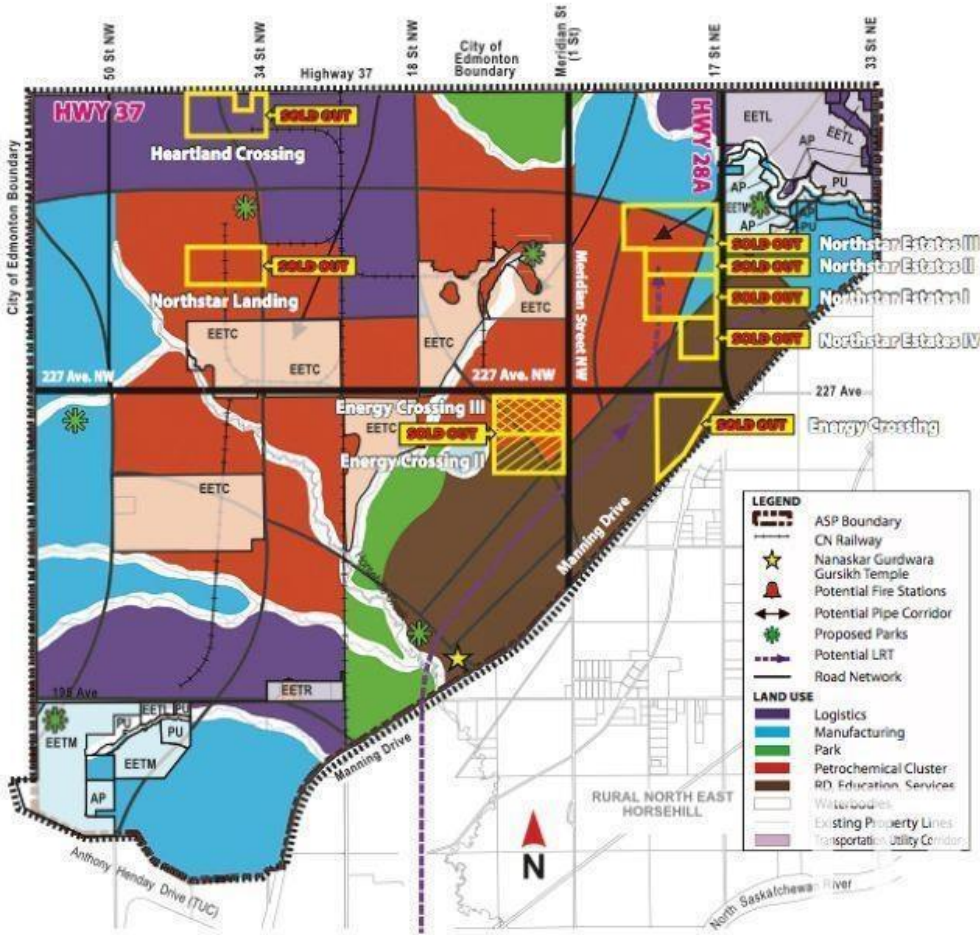 50 St NW
34 St NW
Highway 37
18 St NW
City of
Edmonton
Boundary
Meridian St
(1 St)
17 St NE
33 St NE
City of Edmonton Boundary
HWY 37
SOLD OUT
Heartland Crossing
HWY 28A
EETL
EETL
AP
PU
AP
EETM
AP
AP
PU
SOLD OUT
Northstar Landing
Meridian Street NW
SOLD OUT
Northstar Estates III
SOLD OUT
Northstar Estates II
SOLD OUT
Northstar Estates I
SOLD OUT
Northstar Estates IV
EETC
EETC
EETC
EETC
227 Ave. NW
227 Ave. NW
227 Ave
Energy Crossing III
SOLD OUT
Energy Crossing II
EETC
SOLD OUT
Energy Crossing
EETC
Manning Drive
198 Ave
EETR
EETM
PU
EETL
PU
PU
EETM
AP
Manning Drive
Anthony Henday Drive (TUC)
RURAL NORTH EAST
HORSEHILL
N
North Saskatchewan River
LEGEND
ASP Boundary
CN Railway
Nanaskar Gurdwara
Gursikh Temple
Potential Fire Stations
Potential Pipe Corridor
Proposed Parks
Potential LRT
Road Network
LAND USE
Logistics
Manufacturing
Park
Petrochemical Cluster
RD, Education, Services
Waterbodies
Existing Property Lines
Transportation Utility Corridor